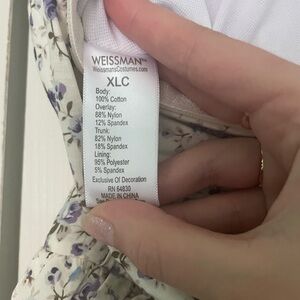 WEISSMAN™
WeissmansCostumes.com
XLC
Body:
100% Cotton
Overlay:
88% Nylon
12% Spandex
Trunk:
82% Nylon
18% Spandex
Lining:
95% Polyester
5% Spandex
Exclusive Of Decoration
RN 64830
MADE IN CHINA